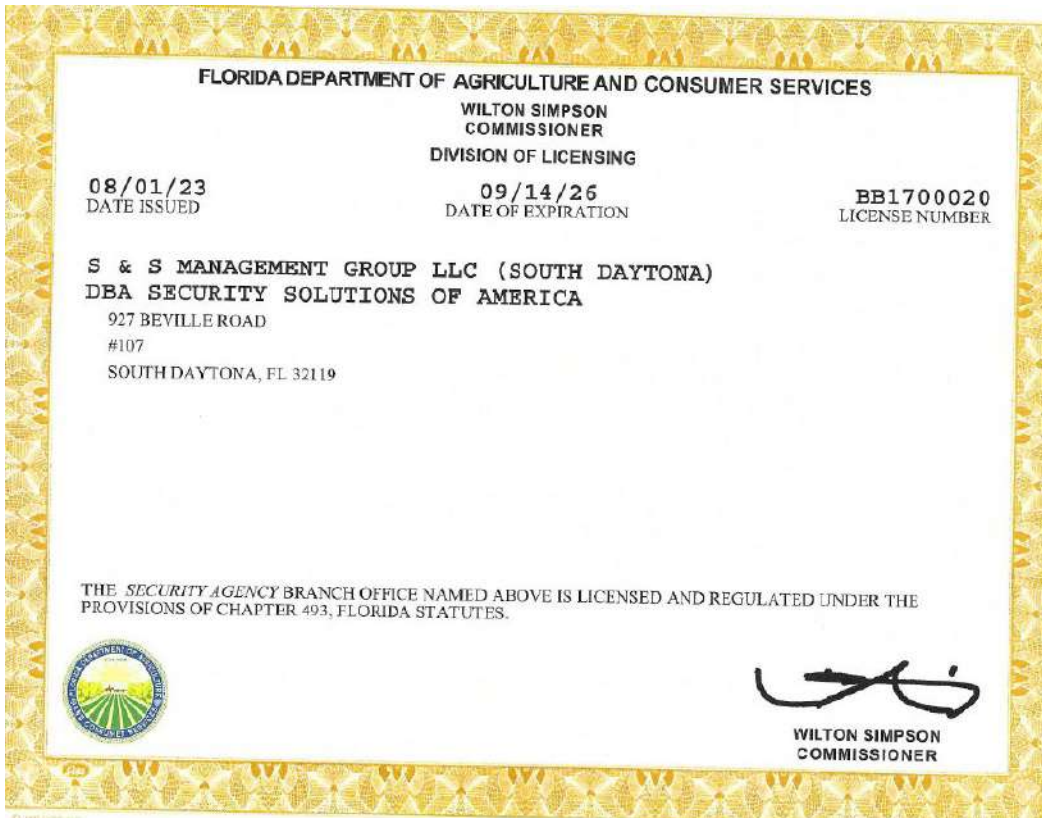 FLORIDA DEPARTMENT OF AGRICULTURE AND CONSUMER SERVICES
WILTON SIMPSON
COMMISSIONER
DIVISION OF LICENSING
08/01/23
DATE ISSUED
09/14/26
DATE OF EXPIRATION
BB1700020
LICENSE NUMBER
S & S MANAGEMENT GROUP LLC (SOUTH DAYTONA)
DBA SECURITY SOLUTIONS OF AMERICA
927 BEVILLE ROAD
#107
SOUTH DAYTONA, FL 32119
THE SECURITY AGENCY BRANCH OFFICE NAMED ABOVE IS LICENSED AND REGULATED UNDER THE
PROVISIONS OF CHAPTER 493, FLORIDA STATUTES.
WILTON SIMPSON
COMMISSIONER